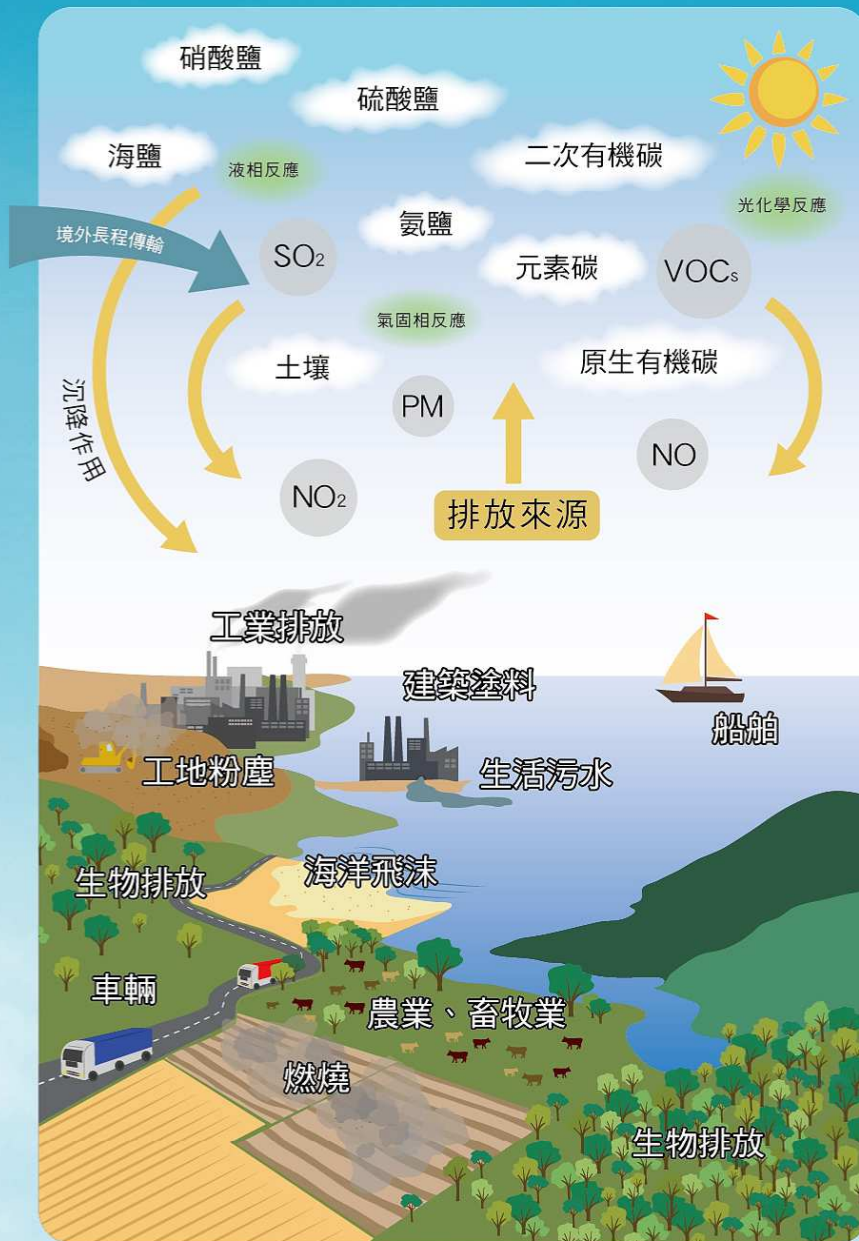 硝酸鹽
硫酸鹽
海鹽
液相反應
二次有機碳
光化學反應
氨鹽
境外長程傳輸
SO₂
元素碳
VOCs
氣固相反應
土壤
原生有機碳
沉降作用
PM
NO
NO₂
排放來源
工業排放
建築塗料
船舶
工地粉塵
生活污水
生物排放
海洋飛沫
車輛
農業、畜牧業
燃燒
生物排放